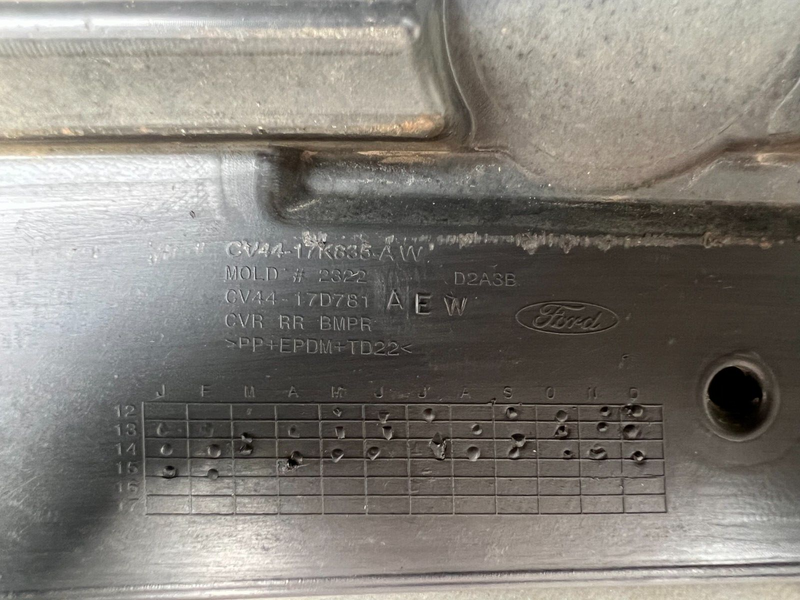 CV44-17K835-AW
MOLD # 2322 D2ASB
CV44-17D781 AEW
Ford
CVR RR BMPR
>PP+EPDM+TD22<
J F M A M J J A S O N D
12
13
14
15
16
17